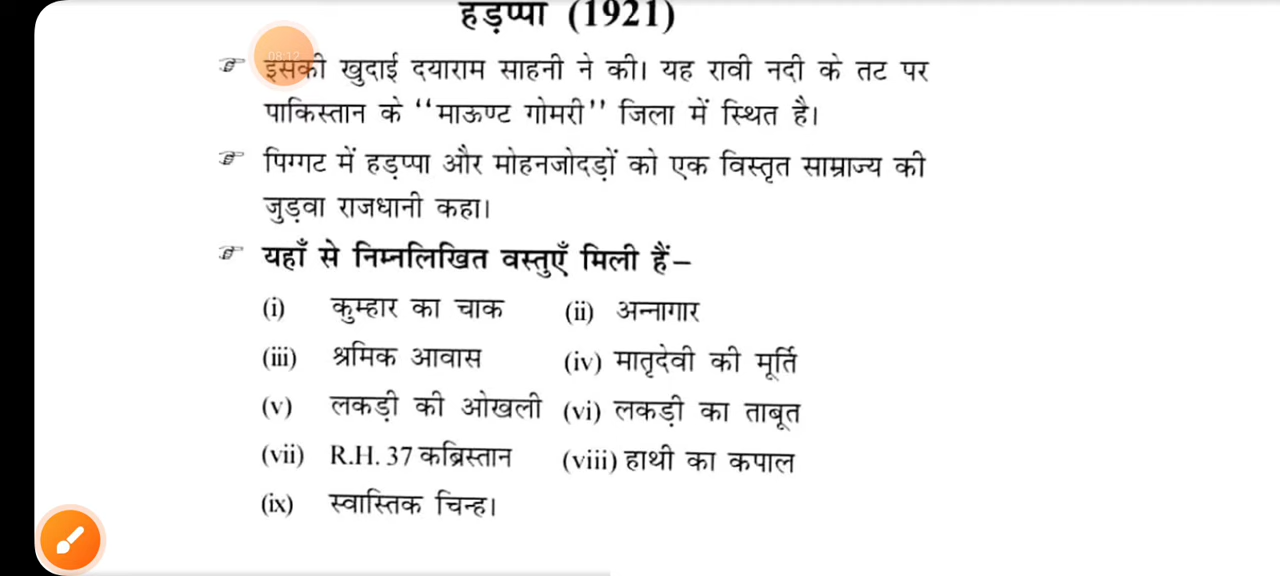 हड़प्पा (1921)
08:12
इसकी खुदाई दयाराम साहनी ने की। यह रावी नदी के तट पर
पाकिस्तान के ‘‘माऊण्ट गोमरी’’ जिला में स्थित है।
पिग्गट में हड़प्पा और मोहनजोदड़ों को एक विस्तृत साम्राज्य की
जुड़वा राजधानी कहा।
यहाँ से निम्नलिखित वस्तुएँ मिली हैं–
(i) कुम्हार का चाक (ii) अन्नागार
(iii) श्रमिक आवास (iv) मातृदेवी की मूर्ति
(v) लकड़ी की ओखली (vi) लकड़ी का ताबूत
(vii) R.H. 37 कब्रिस्तान (viii) हाथी का कपाल
(ix) स्वास्तिक चिन्ह।